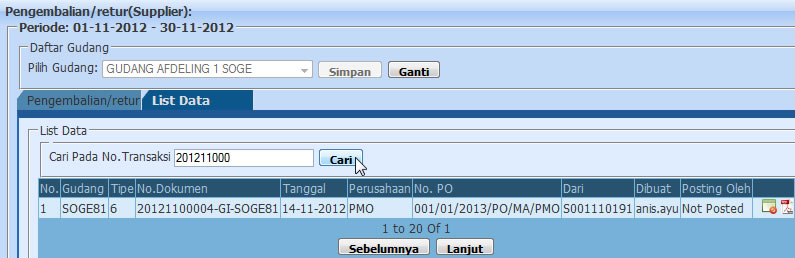 Pengembalian/retur(Supplier):
Periode: 01-11-2012 - 30-11-2012
Daftar Gudang
Pilih Gudang: GUDANG AFDELING 1 SOGE Simpan Ganti
Pengembalian/retur List Data
List Data
Cari Pada No.Transaksi 201211000 Cari
No. Gudang Tipe No.Dokumen Tanggal Perusahaan No. PO Dari Dibuat Posting Oleh
1 SOGE81 6 20121100004-GI-SOGE81 14-11-2012 PMO 001/01/2013/PO/MA/PMO S001110191 anis.ayu Not Posted
1 to 20 Of 1
Sebelumnya Lanjut